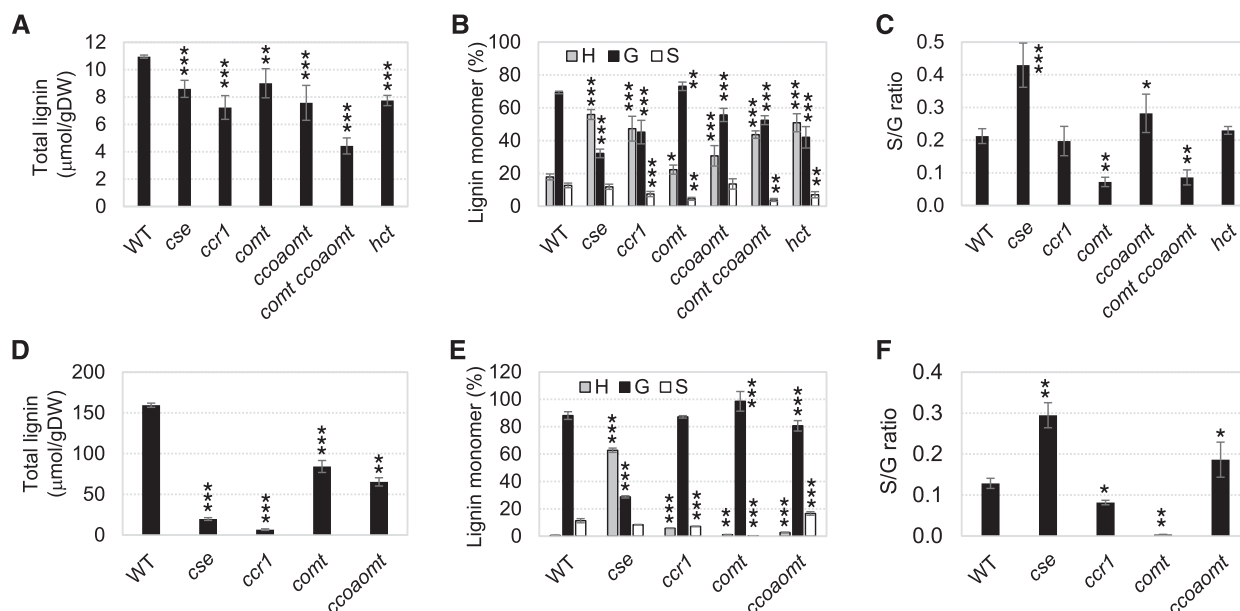 A
Total lignin
(μmol/gDW)
12
10
8
6
4
2
0
***
***
**
***
***
***
WT
cse
ccr1
comt
ccoaomt
comt ccoaomt
hct
B
Lignin monomer (%)
100
80
60
40
20
0
H G S
***
***
***
***
***
*
**
**
***
***
***
***
**
***
***
**
WT
cse
ccr1
comt
ccoaomt
comt ccoaomt
hct
C
S/G ratio
0.5
0.4
0.3
0.2
0.1
0.0
***
**
*
**
WT
cse
ccr1
comt
ccoaomt
comt ccoaomt
hct
D
Total lignin
(μmol/gDW)
200
150
100
50
0
***
***
***
**
WT
cse
ccr1
comt
ccoaomt
E
Lignin monomer (%)
120
100
80
60
40
20
0
H G S
***
***
***
***
**
***
***
***
***
***
WT
cse
ccr1
comt
ccoaomt
F
S/G ratio
0.4
0.3
0.2
0.1
0.0
**
*
**
*
WT
cse
ccr1
comt
ccoaomt